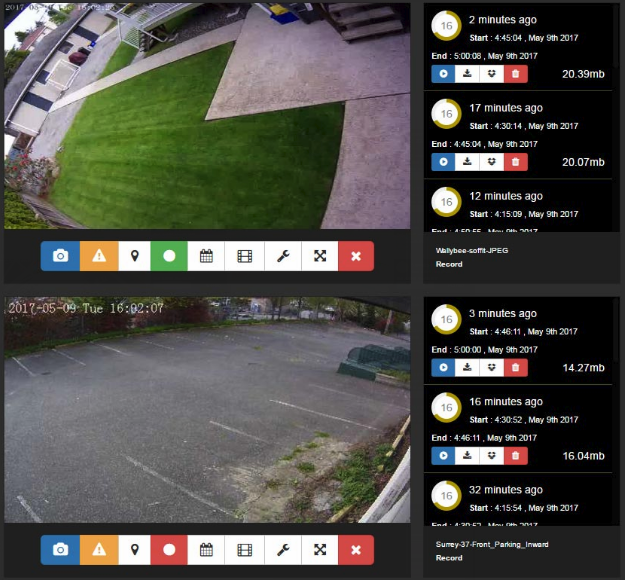 2017-05-09 Tue 16:02:
16
2 minutes ago
Start : 4:45:04 , May 9th 2017
End : 5:00:08 , May 9th 2017
20.39mb
16
17 minutes ago
Start : 4:30:14 , May 9th 2017
End : 4:45:04 , May 9th 2017
20.07mb
16
12 minutes ago
Start : 4:15:09 , May 9th 2017
Wallybee-soffit-JPEG
Record
2017-05-09 Tue 16:02:07
16
3 minutes ago
Start : 4:46:11 , May 9th 2017
End : 5:00:00 , May 9th 2017
14.27mb
16
16 minutes ago
Start : 4:30:52 , May 9th 2017
End : 4:46:11 , May 9th 2017
16.04mb
16
32 minutes ago
Start : 4:15:54 , May 9th 2017
Surrey-37-Front_Parking_Inward
Record